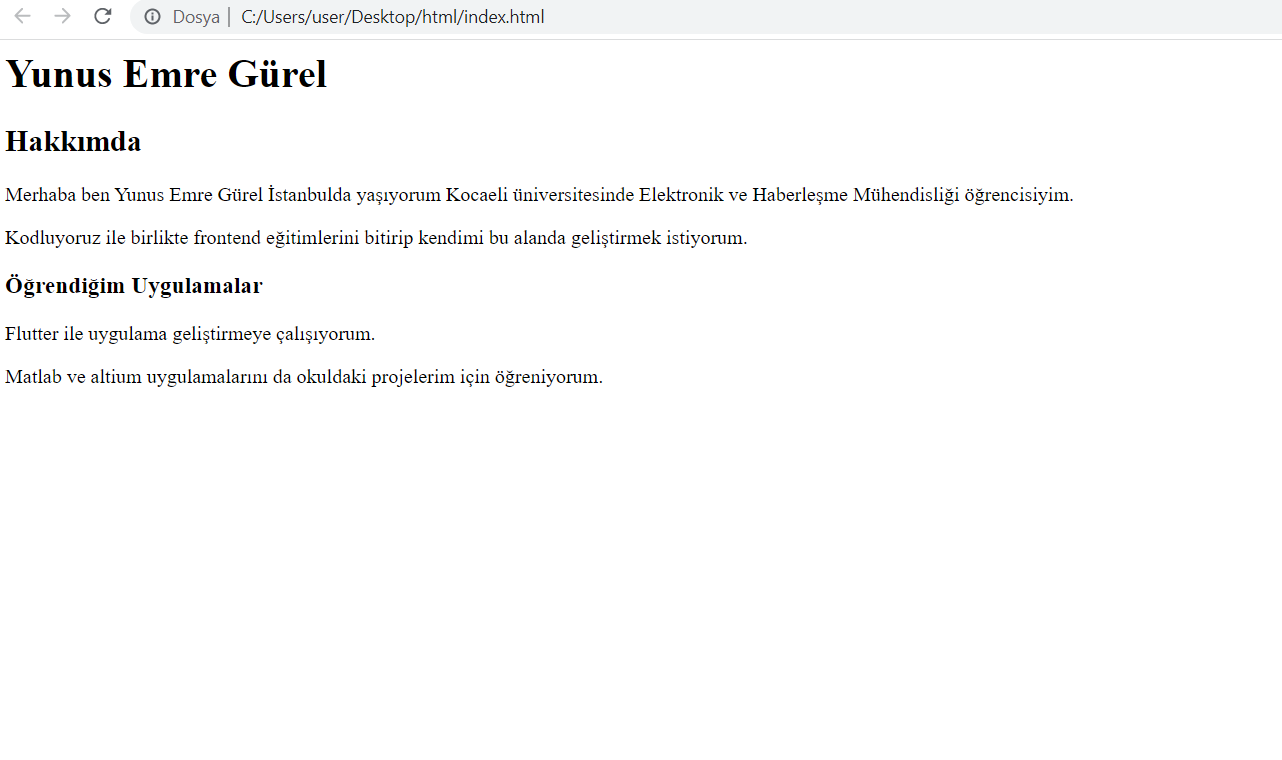 Dosya | C:/Users/user/Desktop/html/index.html
Yunus Emre Gürel
Hakkımda
Merhaba ben Yunus Emre Gürel İstanbulda yaşıyorum Kocaeli üniversitesinde Elektronik ve Haberleşme Mühendisliği öğrencisiyim.
Kodluyoruz ile birlikte frontend eğitimlerini bitirip kendimi bu alanda geliştirmek istiyorum.
Öğrendiğim Uygulamalar
Flutter ile uygulama geliştirmeye çalışıyorum.
Matlab ve altium uygulamalarını da okuldaki projelerim için öğreniyorum.